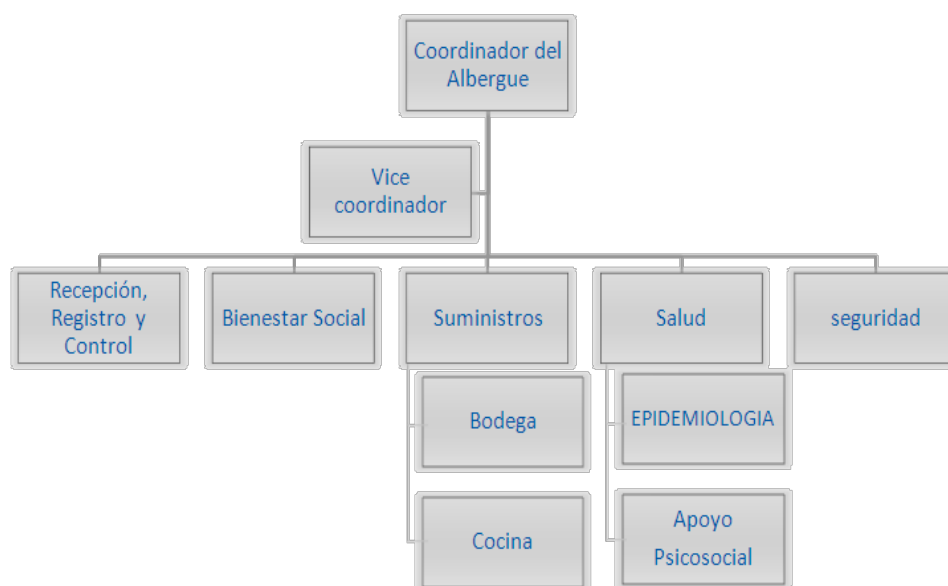 Coordinador del
Albergue
Vice
coordinador
Recepción,
Registro y
Control
Bienestar Social
Suministros
Salud
seguridad
Bodega
EPIDEMIOLOGIA
Cocina
Apoyo
Psicosocial